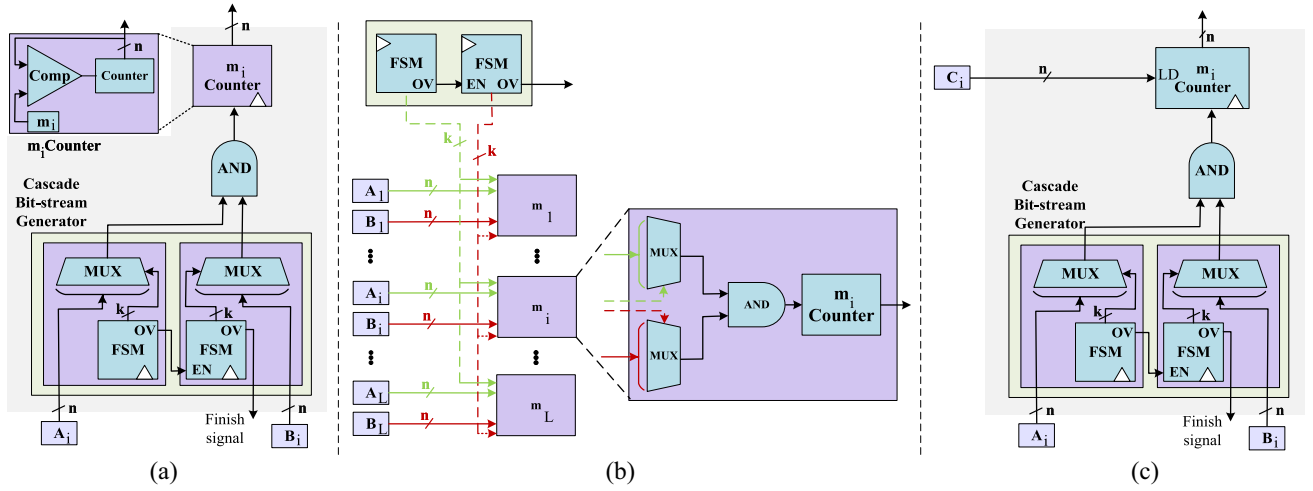 n
n
Comp
Counter
m i
m i Counter
m i
Counter
AND
Cascade
Bit-stream
Generator
MUX
MUX
k
k
OV
FSM
OV
FSM
EN
n
n
Finish
signal
A i
B i
(a)
FSM
OV
FSM
EN OV
k
k
A 1
n
B 1
n
m 1
A i
n
B i
n
m i
A L
n
B L
n
m L
MUX
MUX
AND
m i
Counter
(b)
n
C i
n
LD
m i
Counter
AND
Cascade
Bit-stream
Generator
MUX
MUX
k
k
OV
FSM
OV
FSM
EN
n
n
Finish
signal
A i
B i
(c)